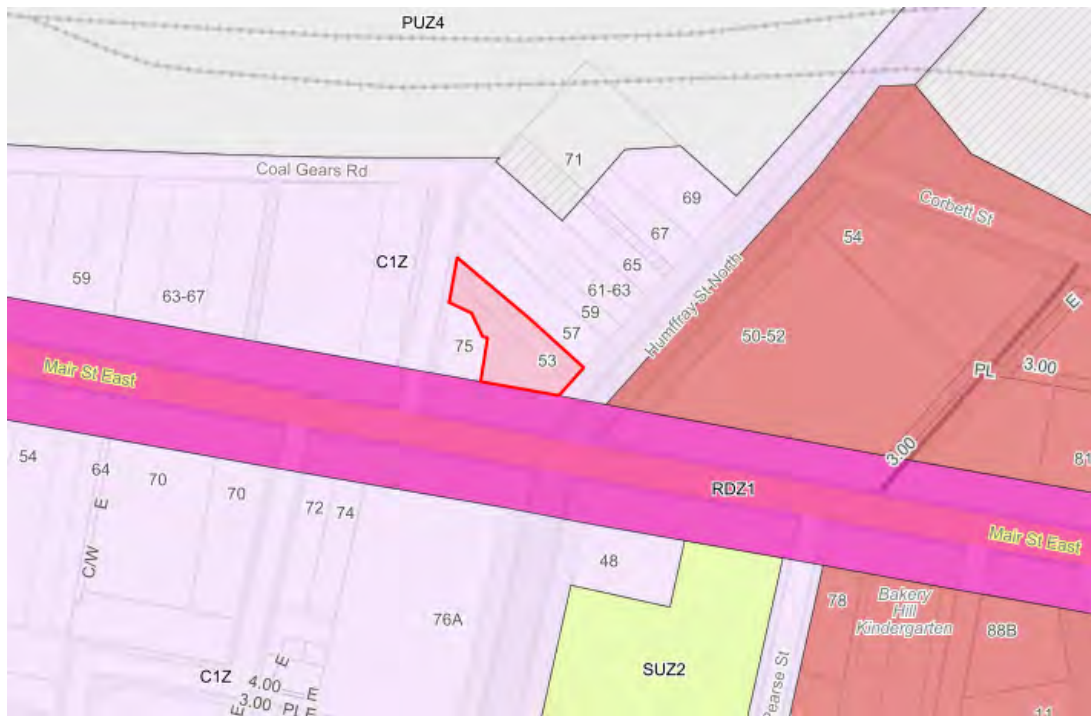 PUZ4
Coal Gears Rd
71
69
Corbett St
67
54
65
C1Z
59
61-63
63-67
59
Humffray St North
57
50-52
75
53
E
PL
3.00
Mair St East
3.00
81
54
64
70
70
RDZ1
72
74
E
Mair St East
C/W
48
78
Bakery
Hill
Kindergarten
76A
88B
E
C1Z
SUZ2
4.00
E
3.00
PL
E
E
Pearse St
11